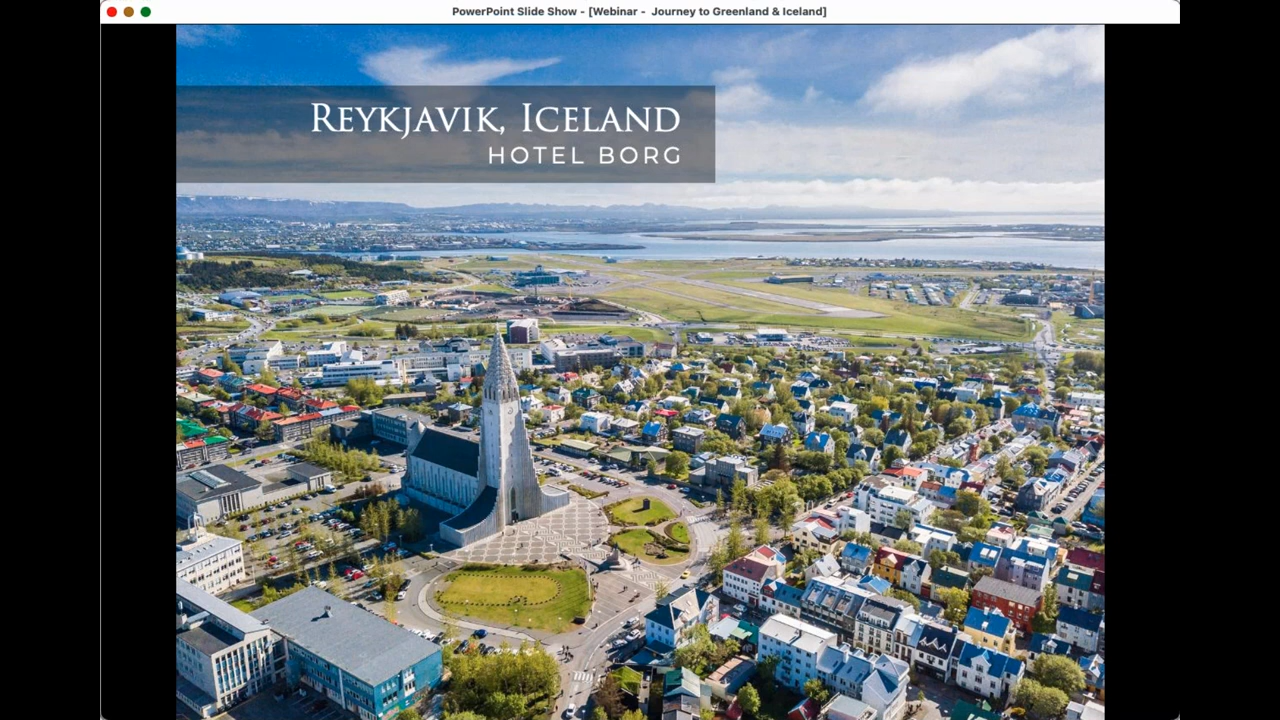 PowerPoint Slide Show - [Webinar -  Journey to Greenland & Iceland]
Reykjavik, Iceland
HOTEL BORG